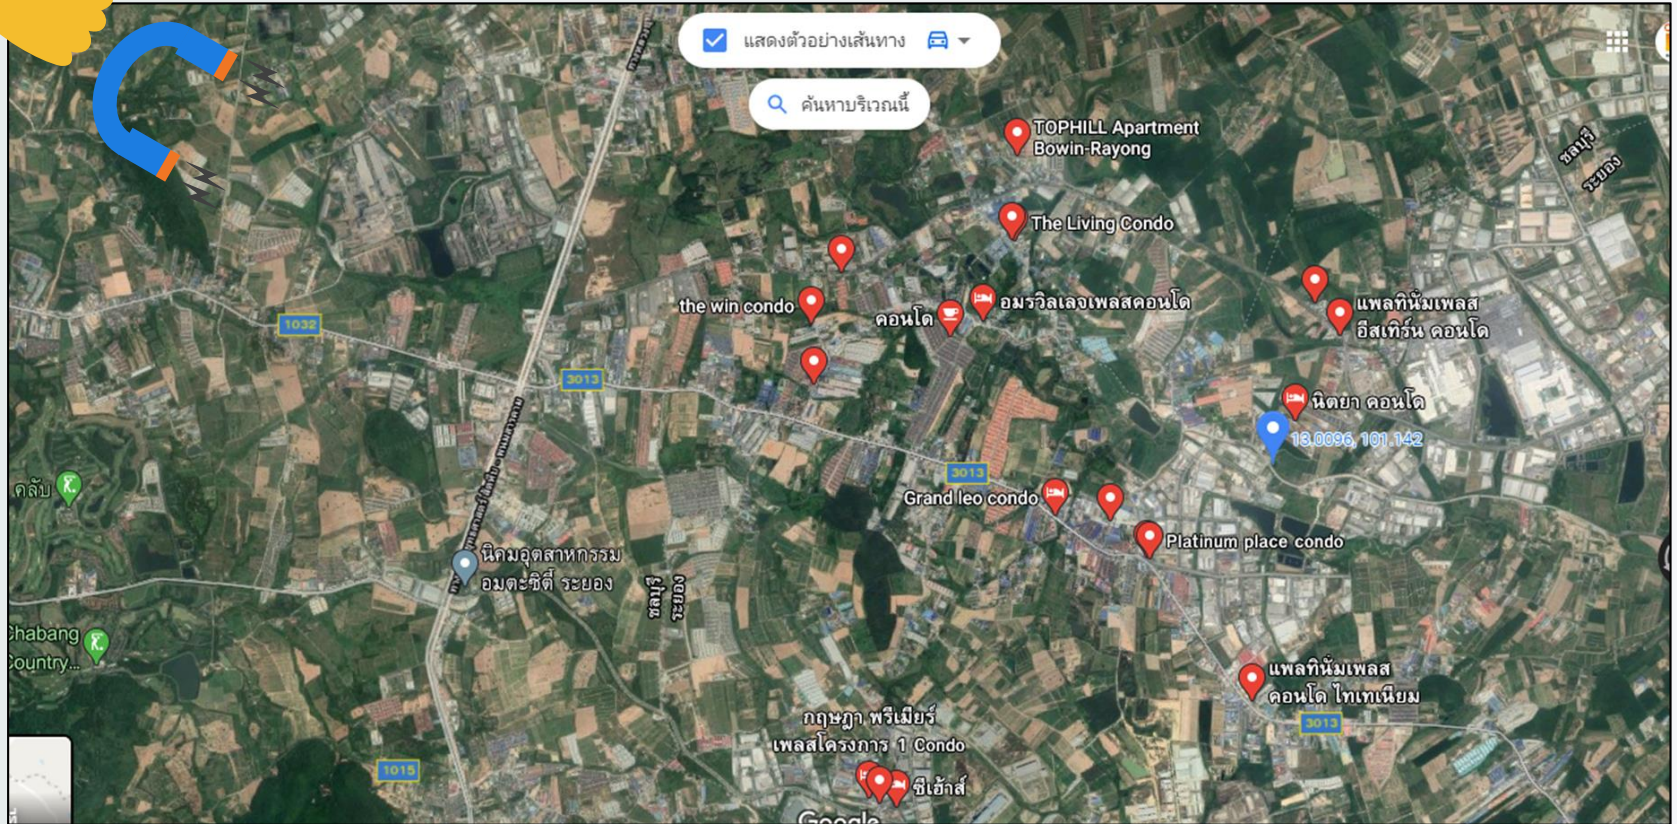 แสดงตัวอย่างเส้นทาง
ค้นหาบริเวณนี้
TOPHILL Apartment
Bowin-Rayong
ชลบุรี
ระยอง
The Living Condo
the win condo
คอนโด
อมรวิลเลจเพลสคอนโด
แพลทินั่มเพลส
อีสเทิร์น คอนโด
1032
3013
นิตยา คอนโด
13.0096, 101.142
3013
คลับ
Grand leo condo
Platinum place condo
นิคมอุตสาหกรรม
อมตะซิตี้ ระยอง
ชลบุรี
ระยอง
Chabang
Country...
แพลทินั่มเพลส
คอนโด ไทเทเนียม
กฤษฎา พรีเมียร์
เพลสโครงการ 1 Condo
3013
1015
ซีเฮ้าส์
Google